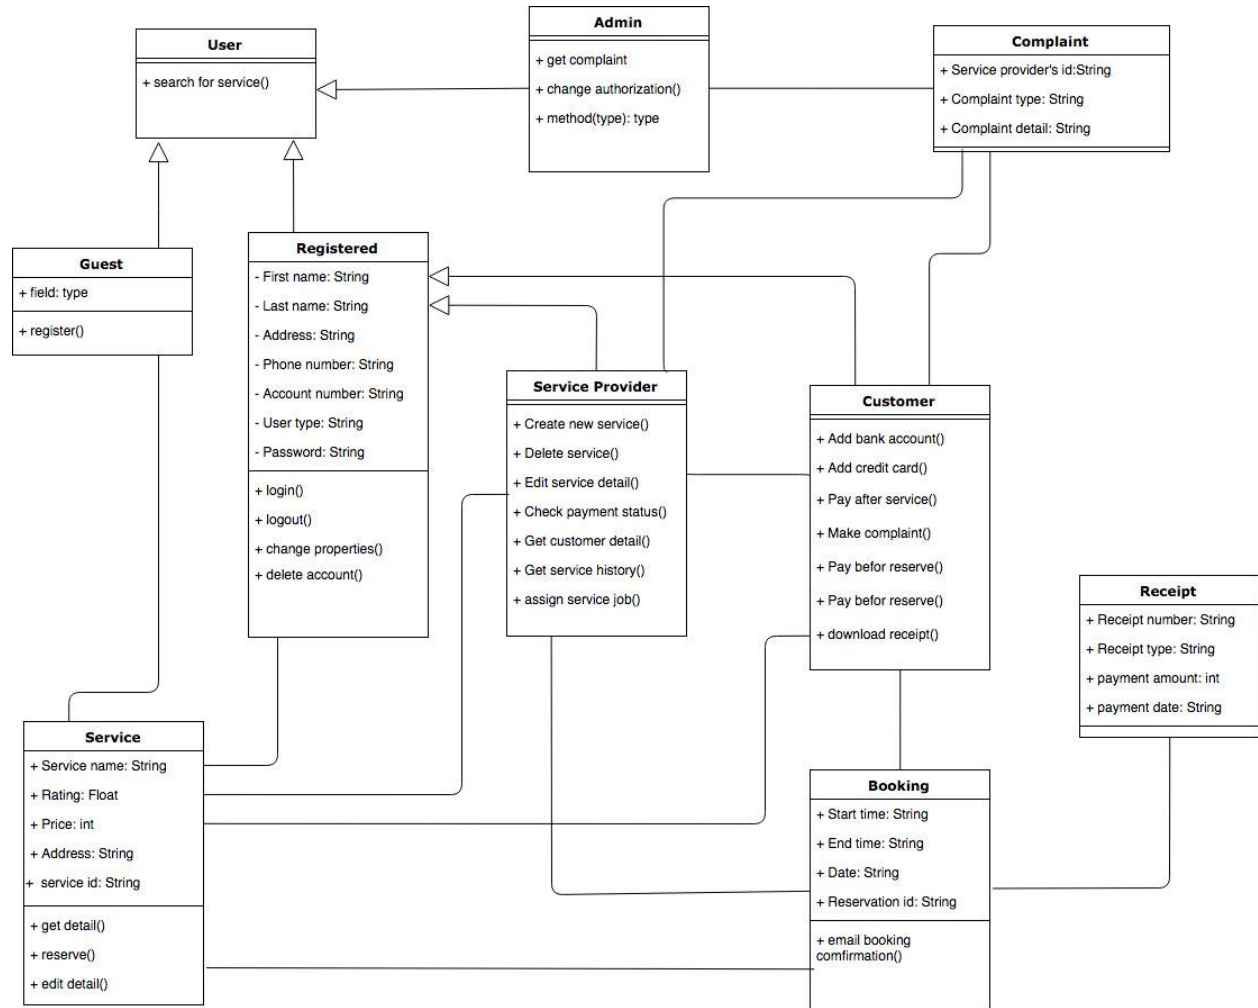 User
+ search for service()
Admin
+ get complaint
+ change authorization()
+ method(type): type
Complaint
+ Service provider's id:String
+ Complaint type: String
+ Complaint detail: String
Guest
+ field: type
+ register()
Registered
- First name: String
- Last name: String
- Address: String
- Phone number: String
- Account number: String
- User type: String
- Password: String
+ login()
+ logout()
+ change properties()
+ delete account()
Service Provider
+ Create new service()
+ Delete service()
+ Edit service detail()
+ Check payment status()
+ Get customer detail()
+ Get service history()
+ assign service job()
Customer
+ Add bank account()
+ Add credit card()
+ Pay after service()
+ Make complaint()
+ Pay befor reserve()
+ Pay befor reserve()
+ download receipt()
Receipt
+ Receipt number: String
+ Receipt type: String
+ payment amount: int
+ payment date: String
Service
+ Service name: String
+ Rating: Float
+ Price: int
+ Address: String
+ service id: String
+ get detail()
+ reserve()
+ edit detail()
Booking
+ Start time: String
+ End time: String
+ Date: String
+ Reservation id: String
+ email booking
comfirmation()